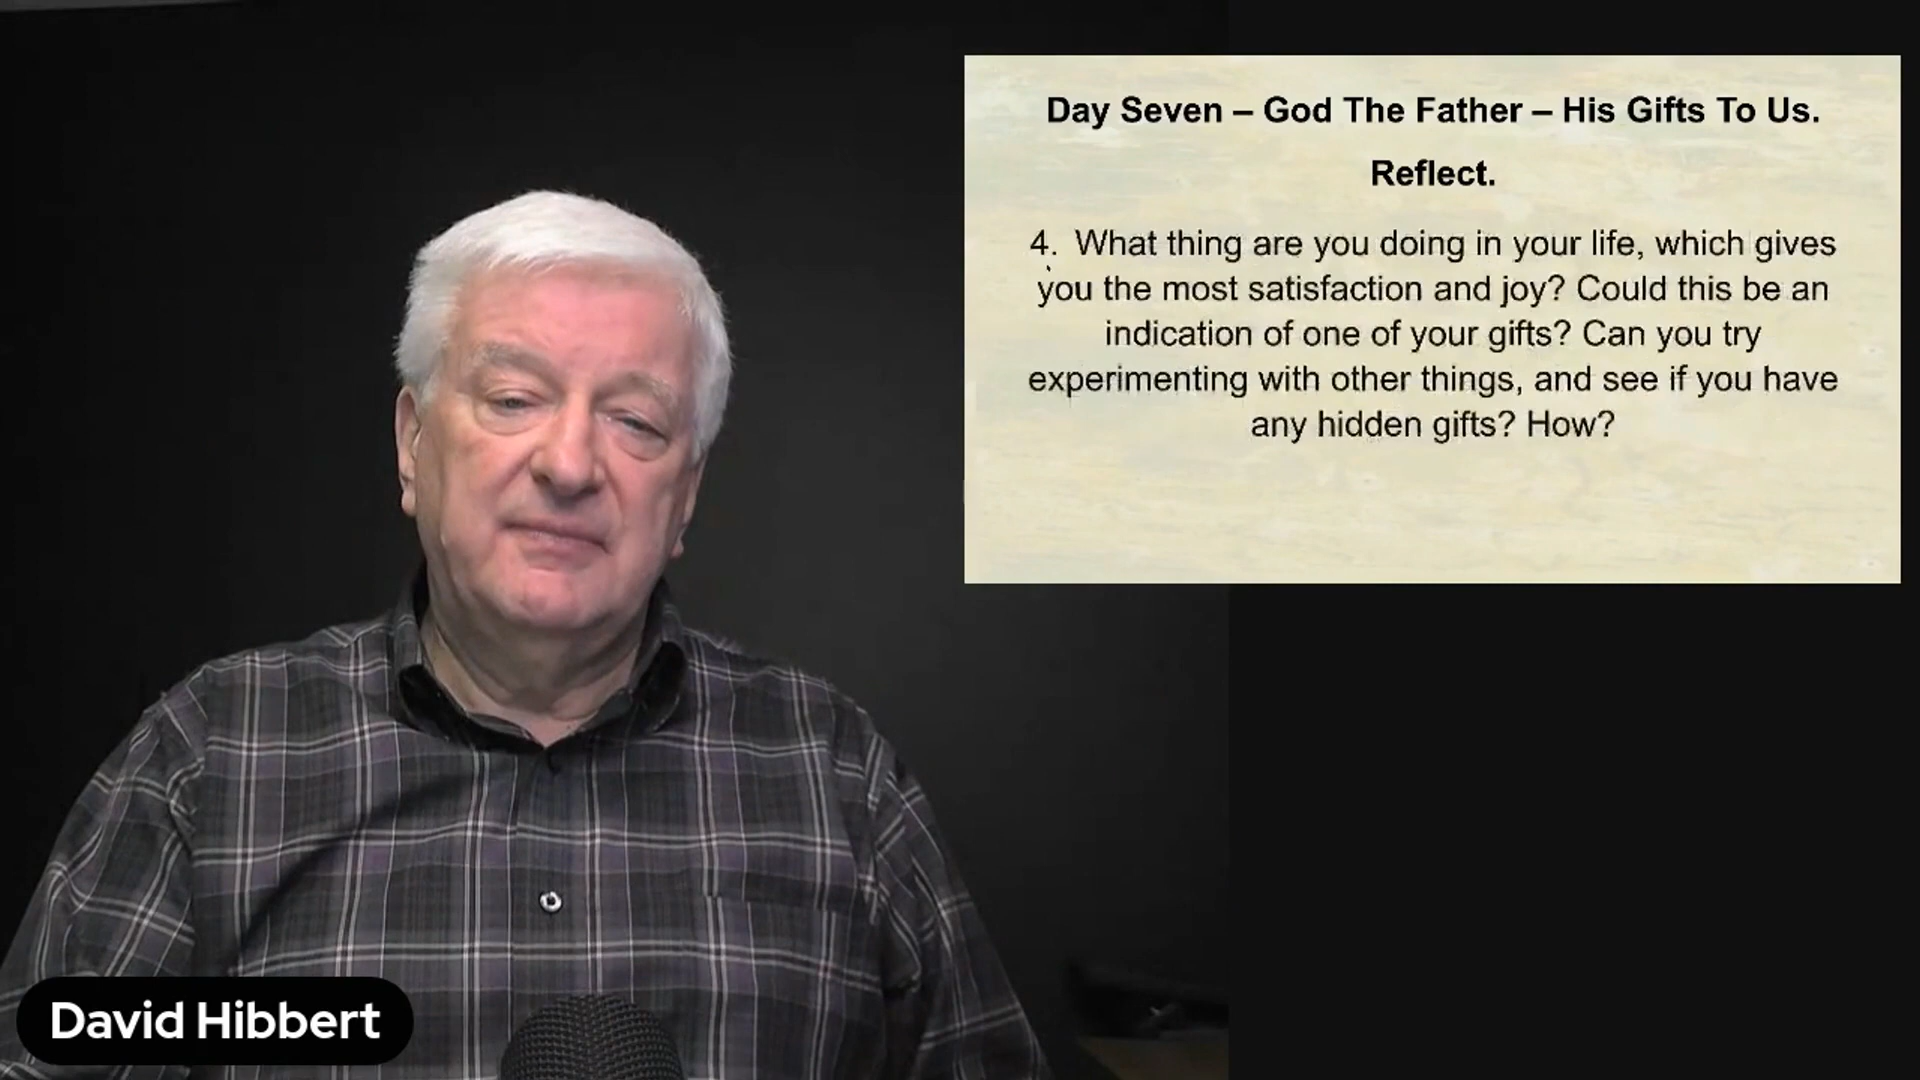 Day Seven – God The Father – His Gifts To Us.
Reflect.
4. What thing are you doing in your life, which gives
you the most satisfaction and joy? Could this be an
indication of one of your gifts? Can you try
experimenting with other things, and see if you have
any hidden gifts? How?
David Hibbert